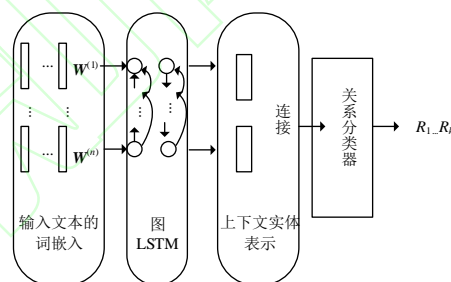 ... W(1)
⋮ ⋮
... W(n)
输入文本的
词嵌入
⋮ ⋮
图
LSTM
连接
上下文实体
表示
关系分类器
R1...R